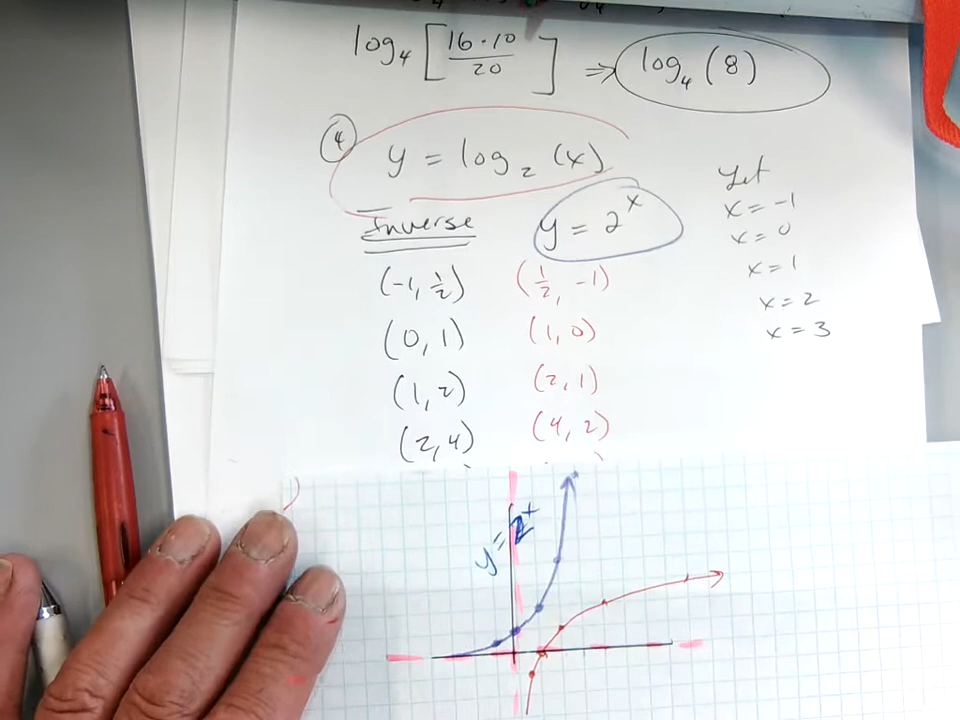 log₄ [16·10/20] ⇒ log₄ (8)
④ y = log₂ (x)
Inverse y = 2^x
(-1, 1/2) (1/2, -1)
(0, 1) (1, 0)
(1, 2) (2, 1)
(2, 4) (4, 2)
Let
x = -1
x = 0
x = 1
x = 2
x = 3
y = 2^x